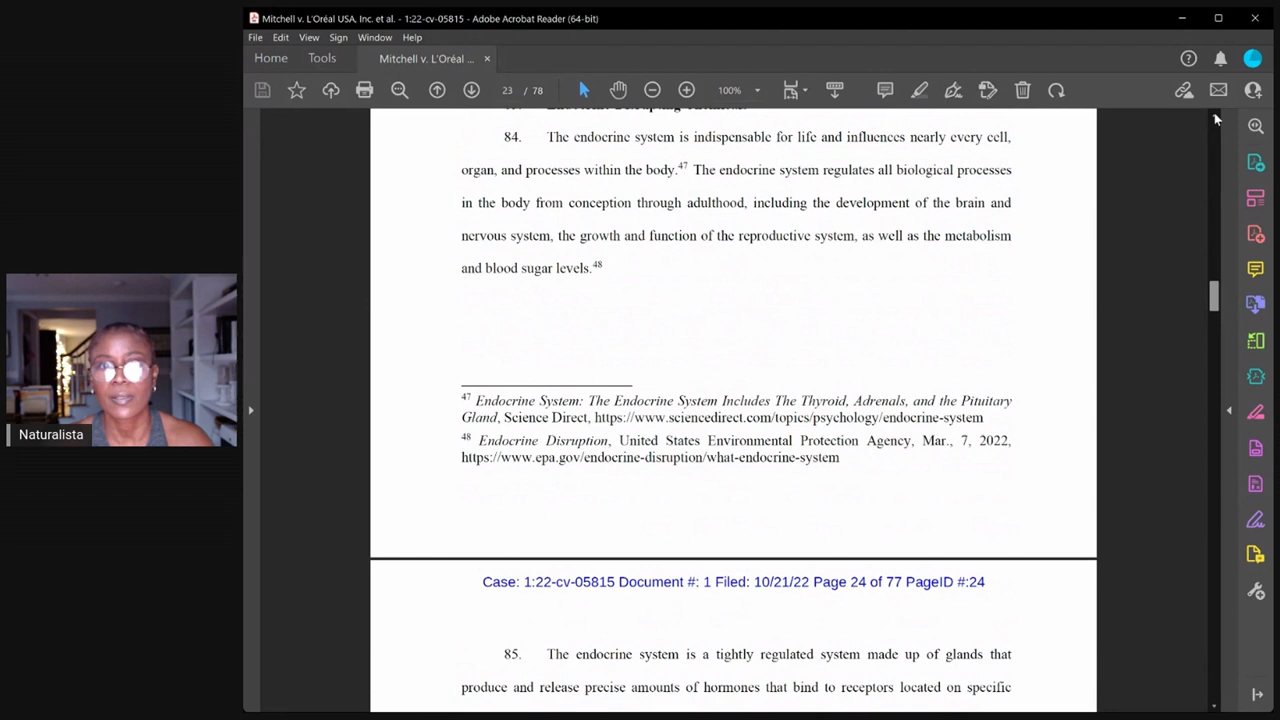 Mitchell v. L'Oréal USA, Inc. et al. - 1:22-cv-05815 - Adobe Acrobat Reader (64-bit)
File Edit View Sign Window Help
Home Tools Mitchell v. L'Oréal ... ×
23 / 78 100%
84. The endocrine system is indispensable for life and influences nearly every cell,
organ, and processes within the body.47 The endocrine system regulates all biological processes
in the body from conception through adulthood, including the development of the brain and
nervous system, the growth and function of the reproductive system, as well as the metabolism
and blood sugar levels.48
47 Endocrine System: The Endocrine System Includes The Thyroid, Adrenals, and the Pituitary
Gland, Science Direct, https://www.sciencedirect.com/topics/psychology/endocrine-system
48 Endocrine Disruption, United States Environmental Protection Agency, Mar., 7, 2022,
https://www.epa.gov/endocrine-disruption/what-endocrine-system
Case: 1:22-cv-05815 Document #: 1 Filed: 10/21/22 Page 24 of 77 PageID #:24
85. The endocrine system is a tightly regulated system made up of glands that
produce and release precise amounts of hormones that bind to receptors located on specific
Naturalista